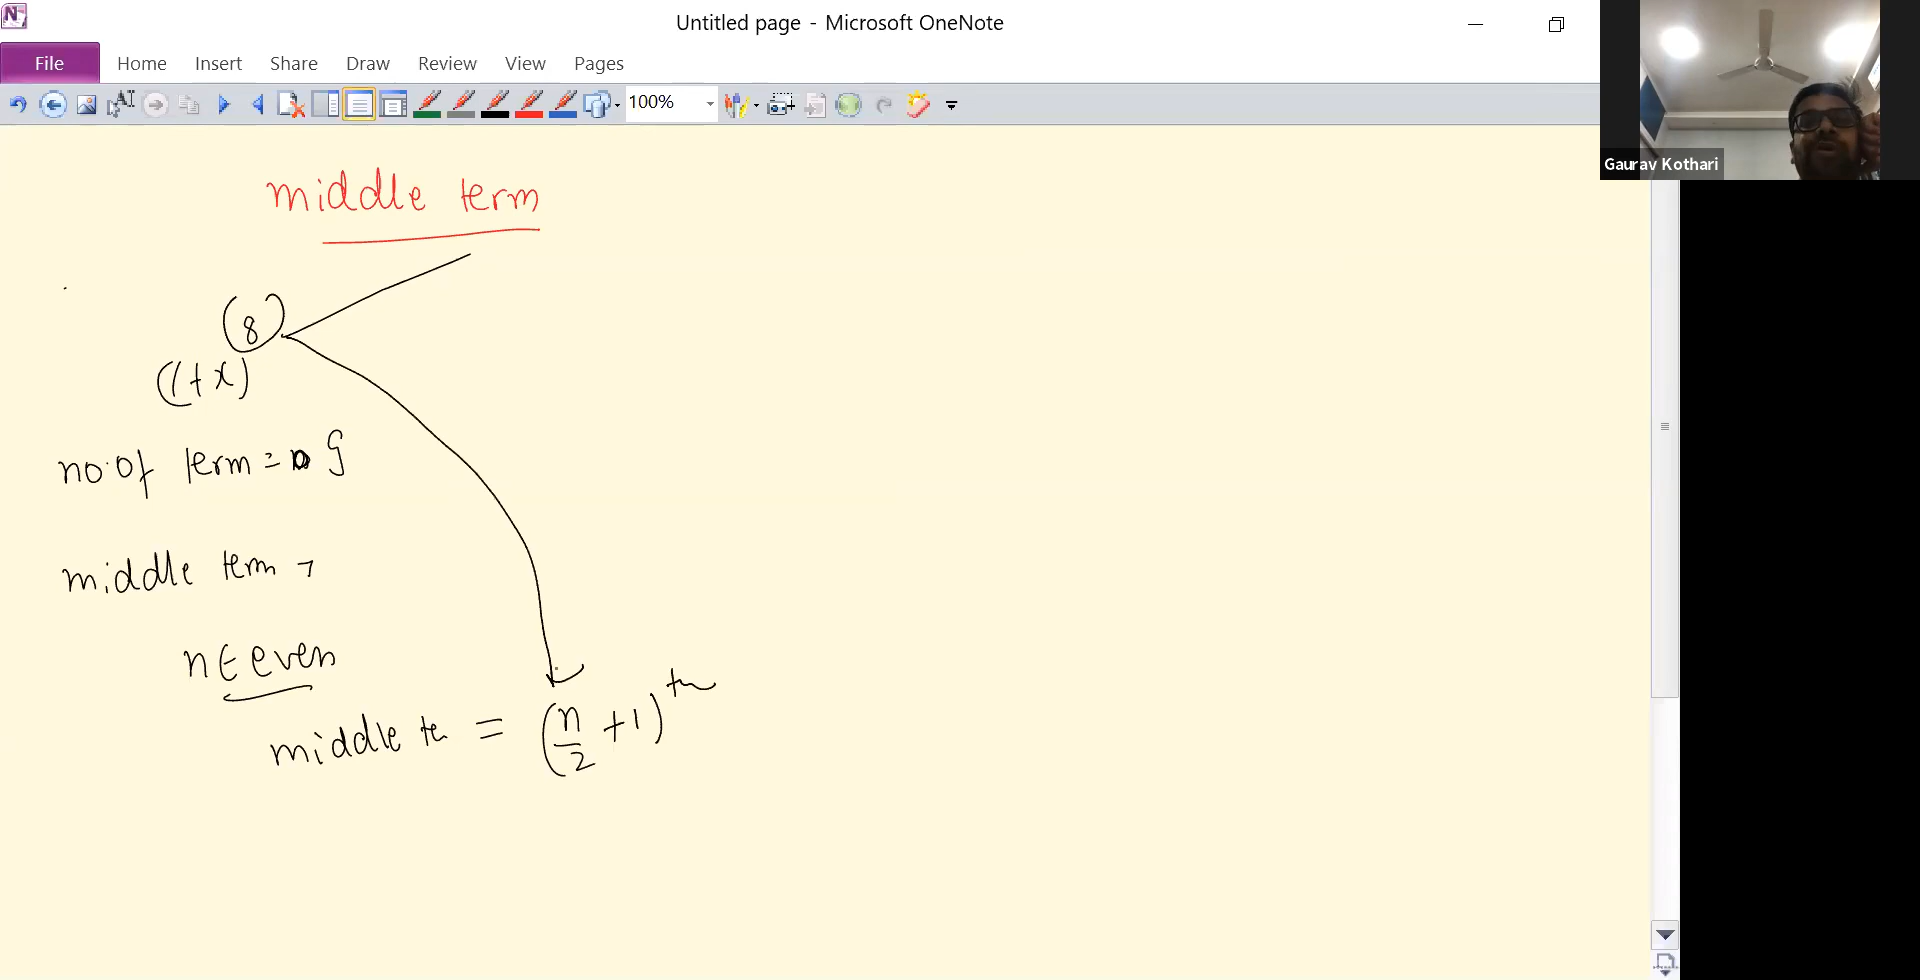 Untitled page - Microsoft OneNote
File Home Insert Share Draw Review View Pages
100%
Gaurav Kothari
middle term
8
(1+x)
no. of term = 9
middle term →
n ∈ even
middle te = (n/2 + 1)^th